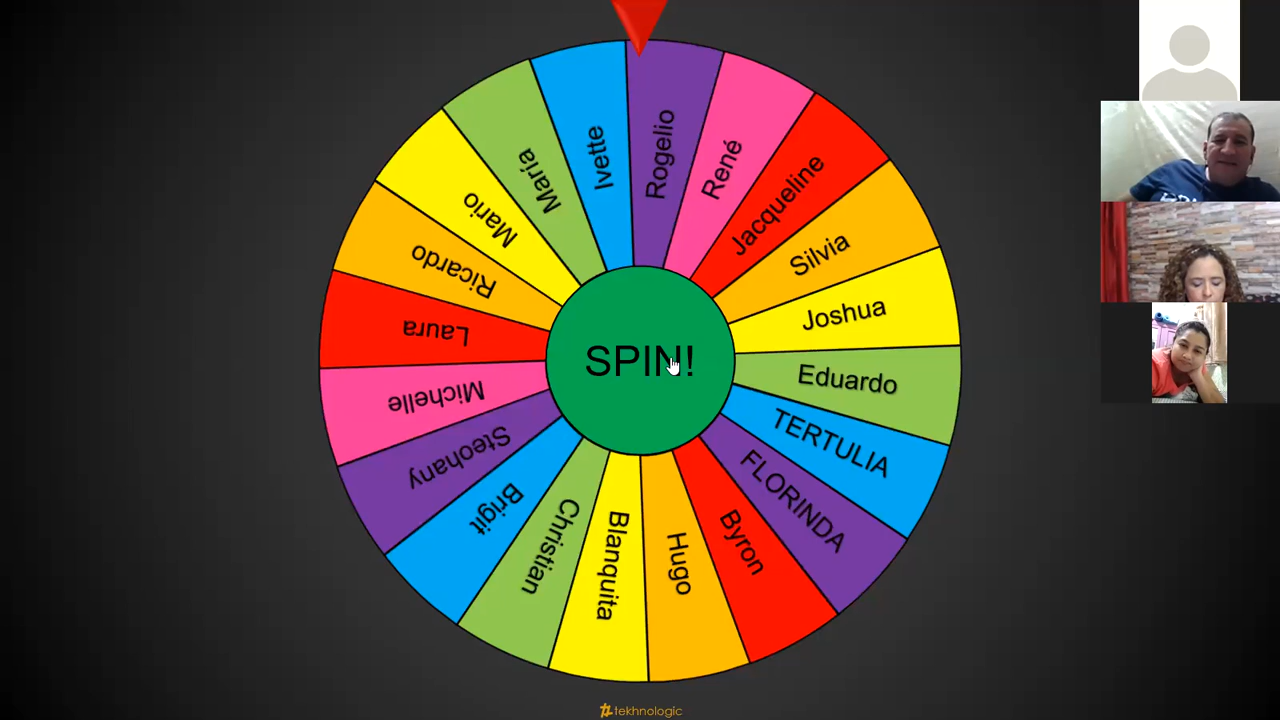 Rogelio
René
Jacqueline
Silvia
Joshua
Eduardo
TERTULIA
FLORINDA
Byron
Hugo
Blanquita
Christian
Brigit
Steohany
Michelle
Laura
Ricardo
Mario
Maria
Ivette
SPIN!
tekhnologic